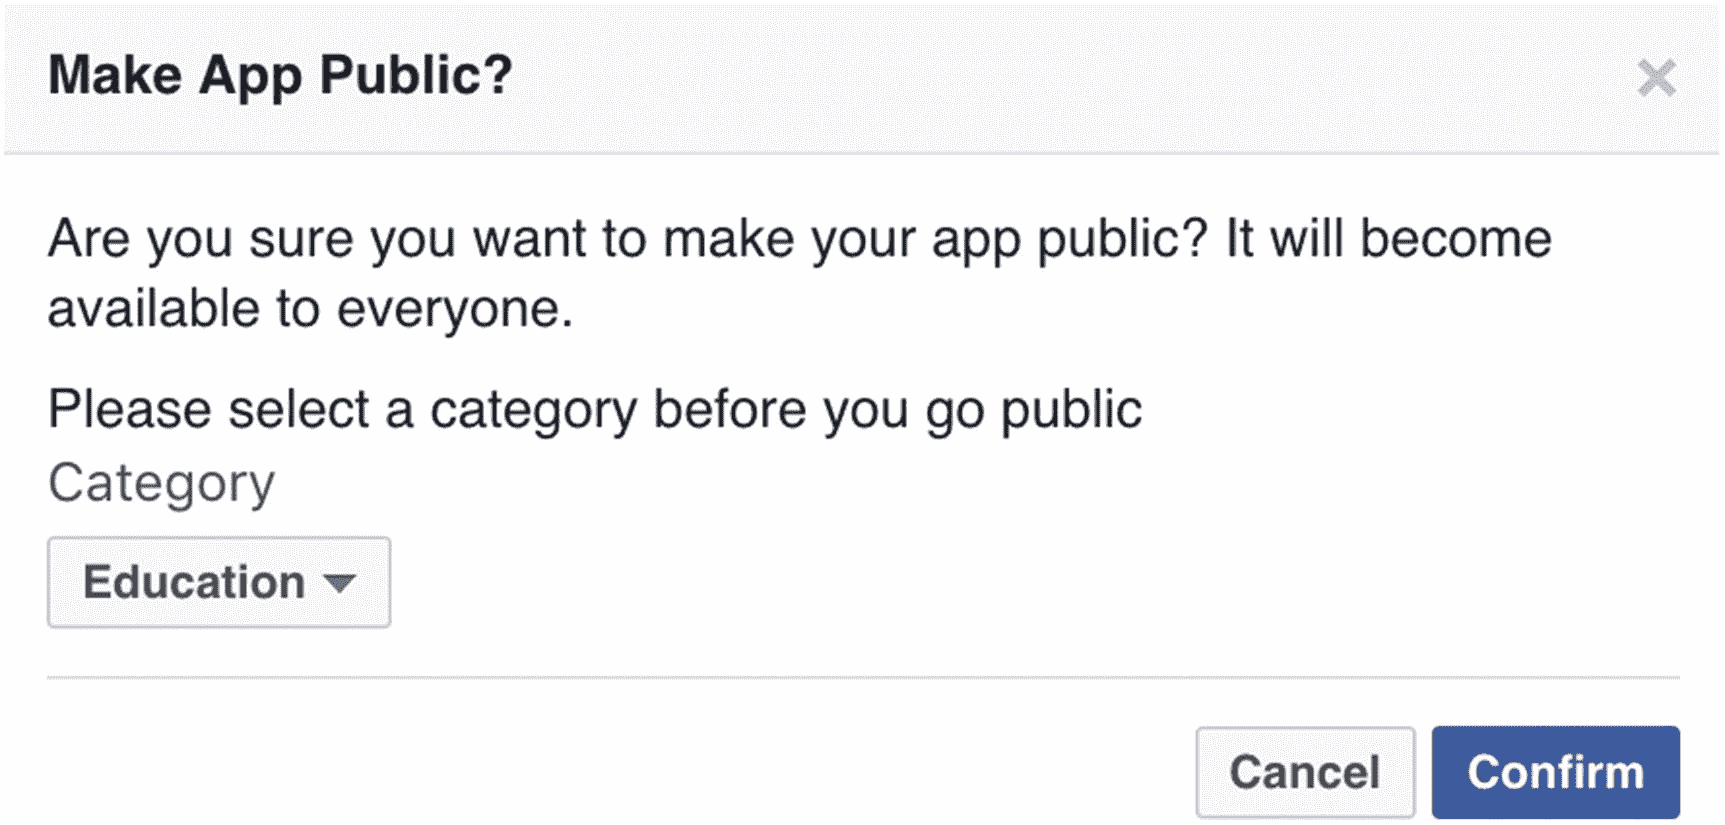 Make App Public?
Are you sure you want to make your app public? It will become
available to everyone.
Please select a category before you go public
Category
Education
Cancel
Confirm